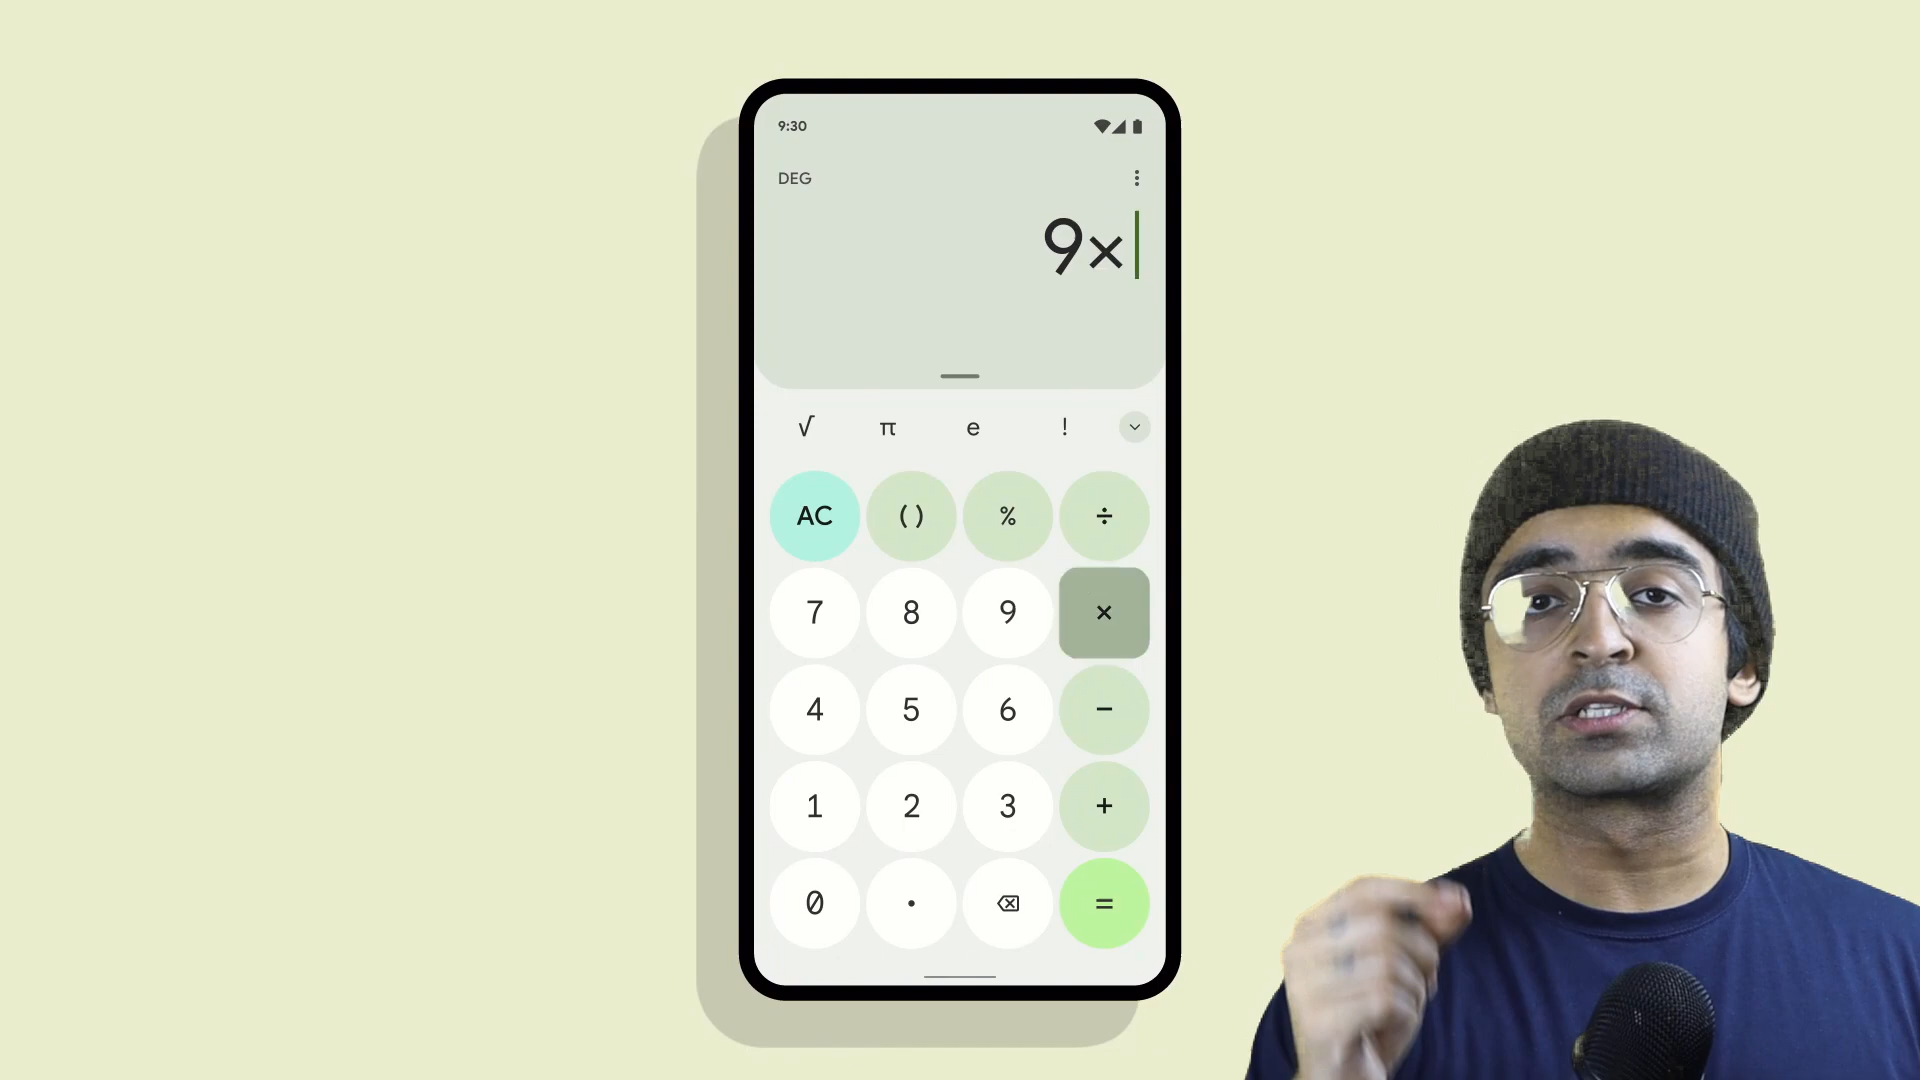 9:30
DEG
9×
√ π e !
AC ( ) % ÷
7 8 9 ×
4 5 6 −
1 2 3 +
0 . =